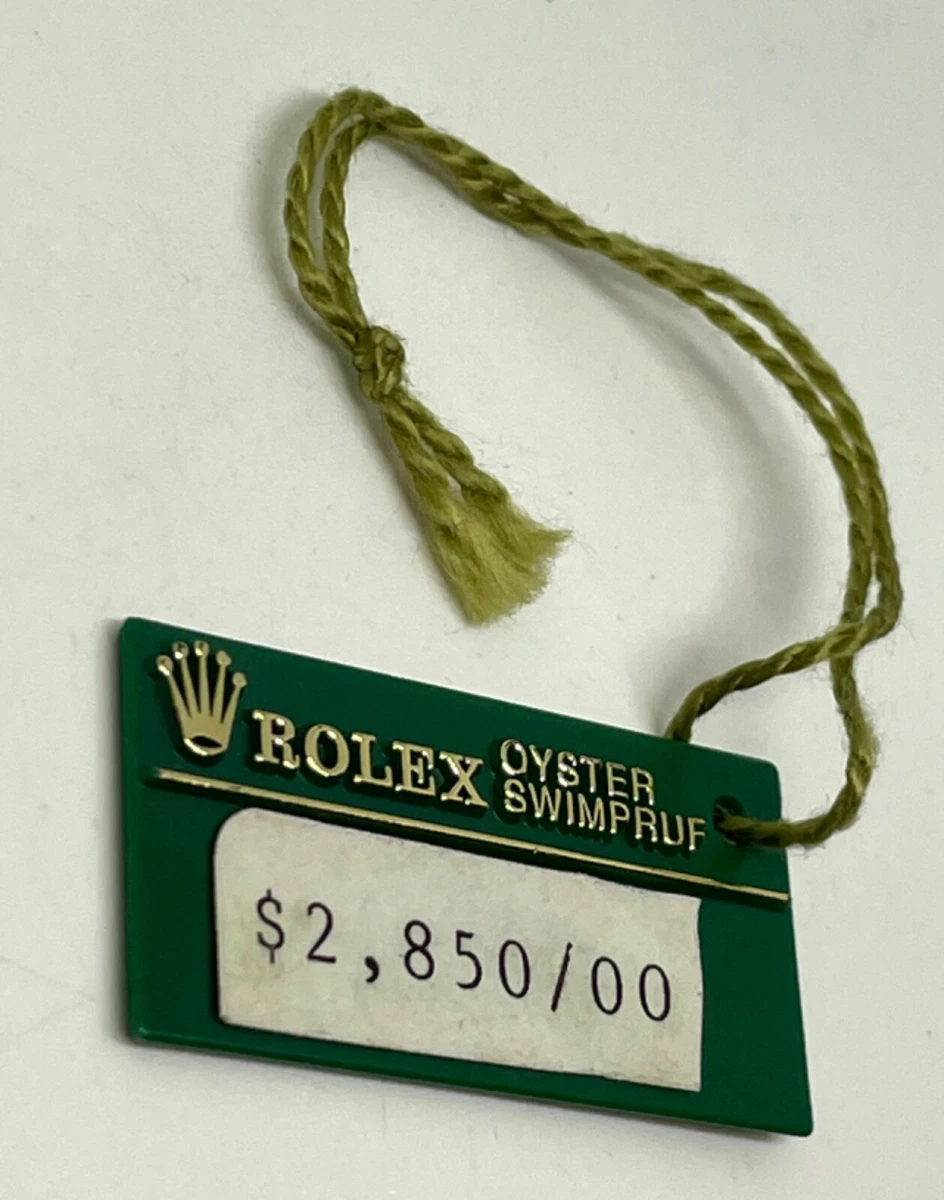 ROLEX OYSTER
SWIMPRUF
$2,850/00